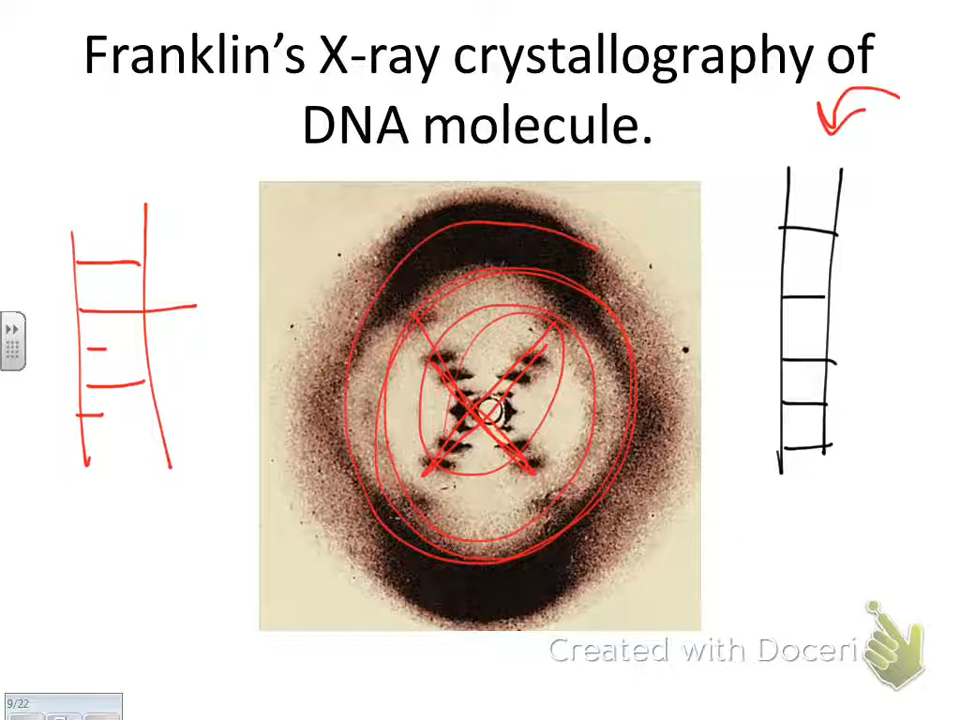 Franklin's X-ray crystallography of
DNA molecule.
Created with Doceri
9/22